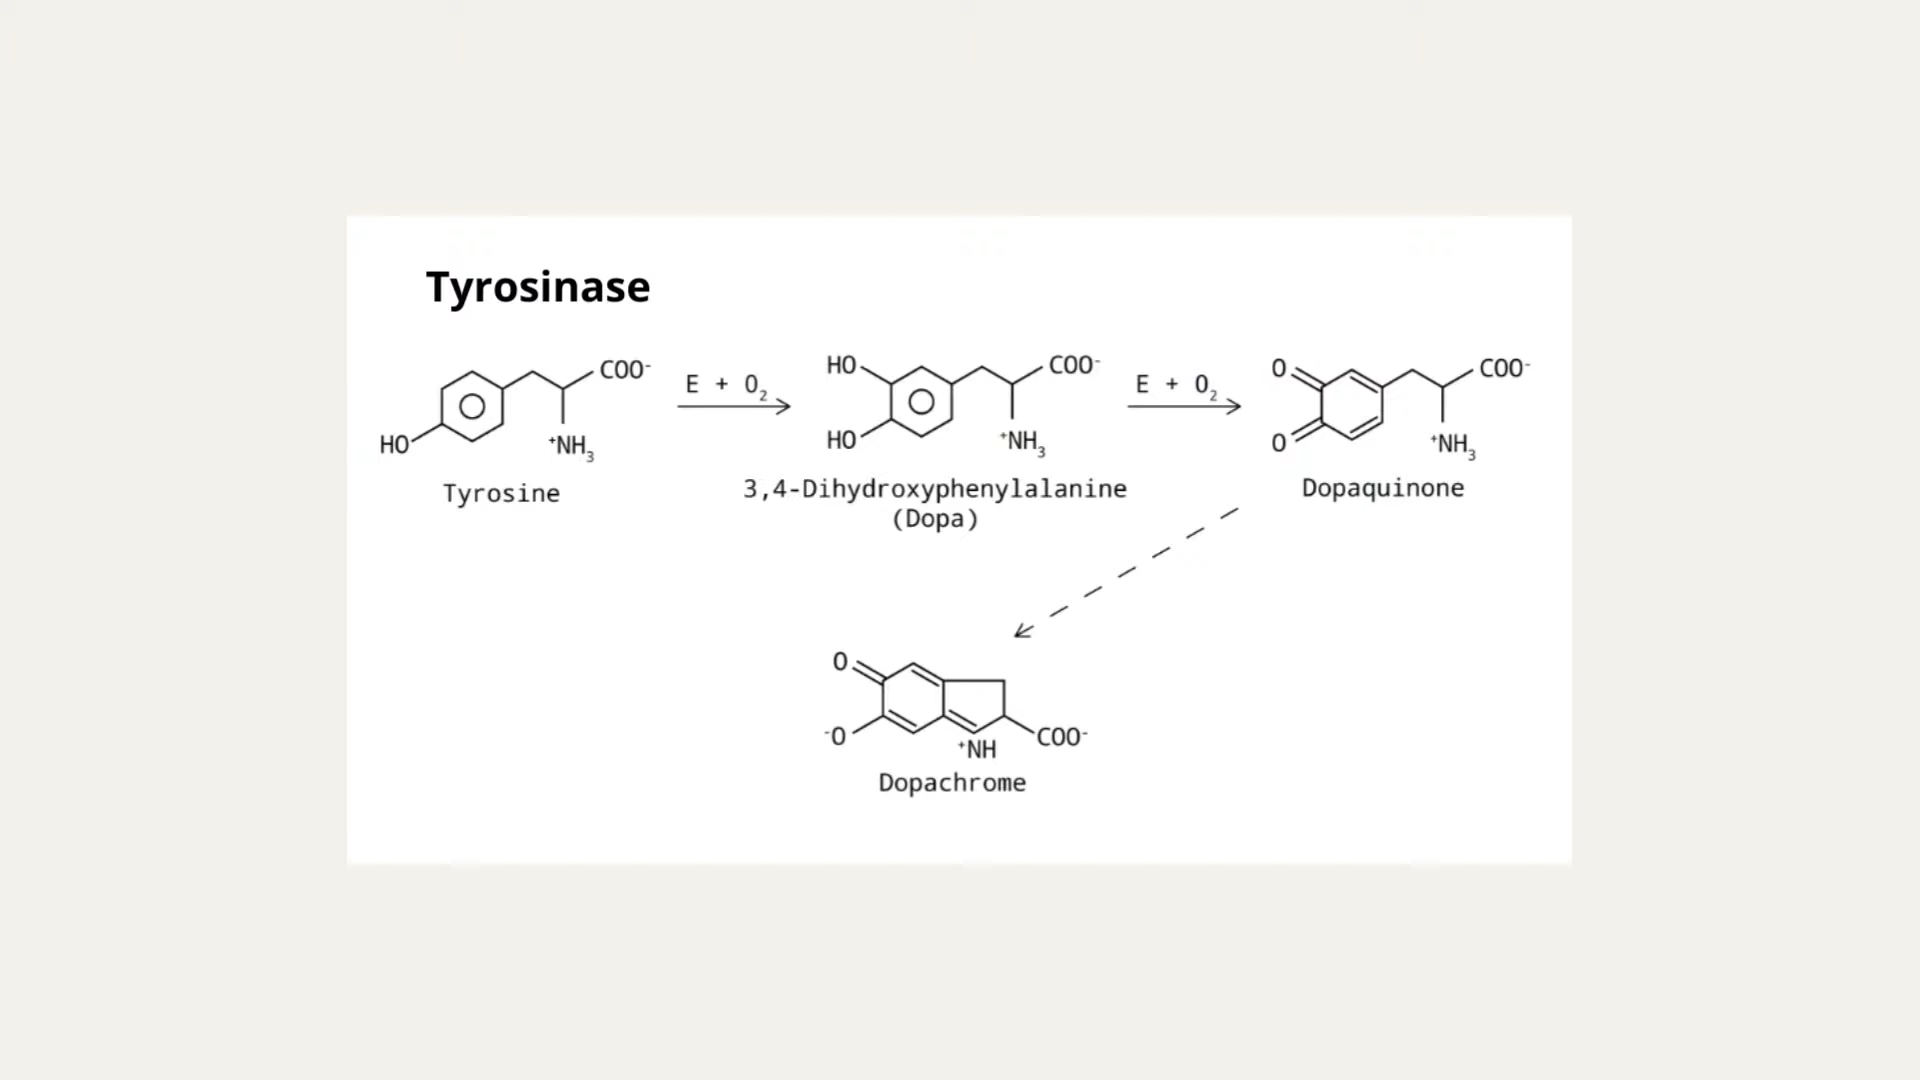 Tyrosinase
HO
COO⁻
⁺NH₃
Tyrosine
E + O₂
HO
HO
COO⁻
⁺NH₃
3,4-Dihydroxyphenylalanine
(Dopa)
E + O₂
O
O
COO⁻
⁺NH₃
Dopaquinone
O
⁻O
⁺NH
COO⁻
Dopachrome